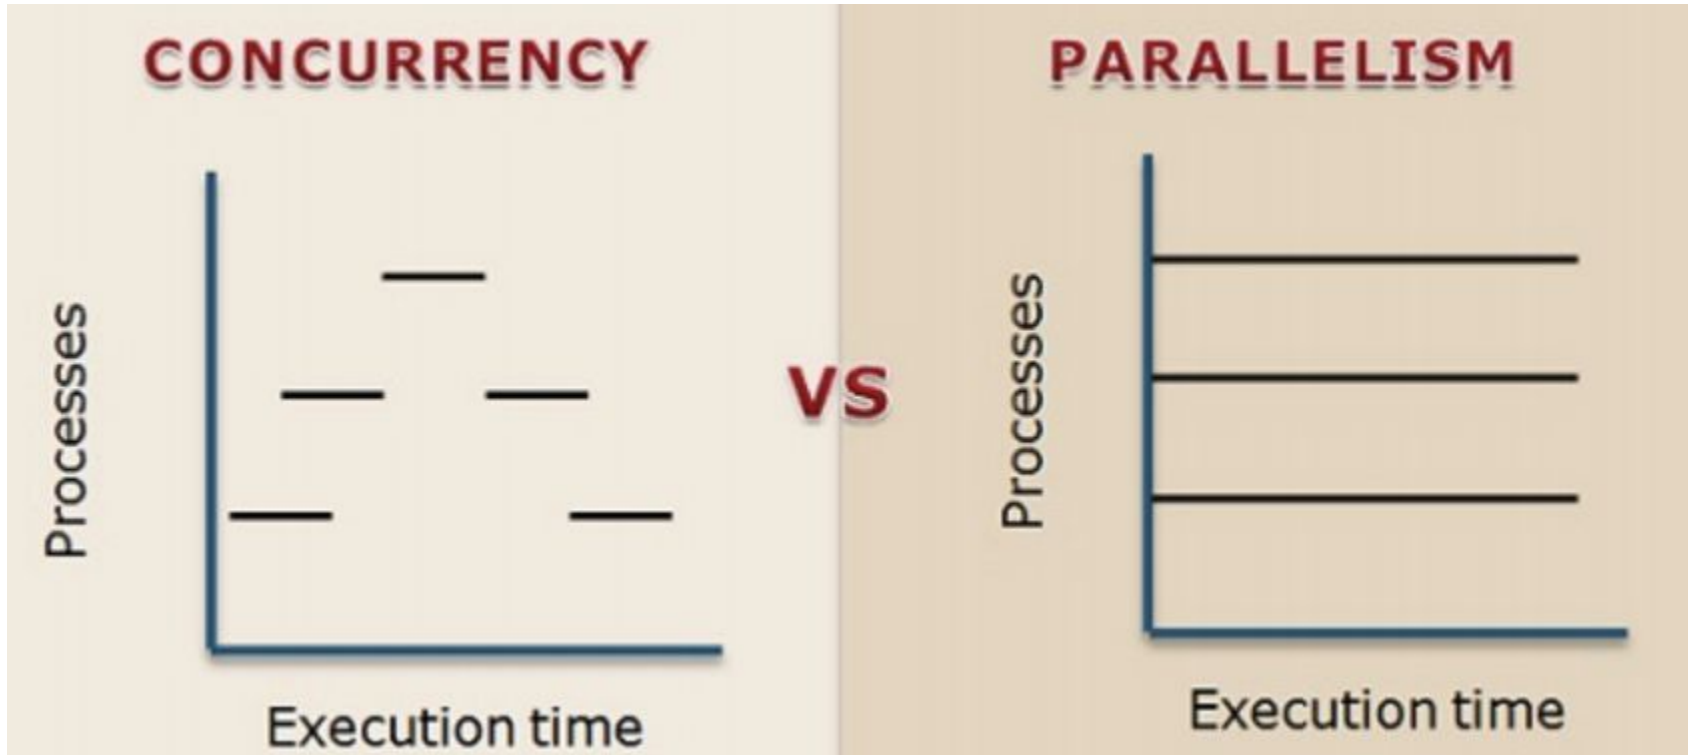 CONCURRENCY
Processes
Execution time
VS
PARALLELISM
Processes
Execution time